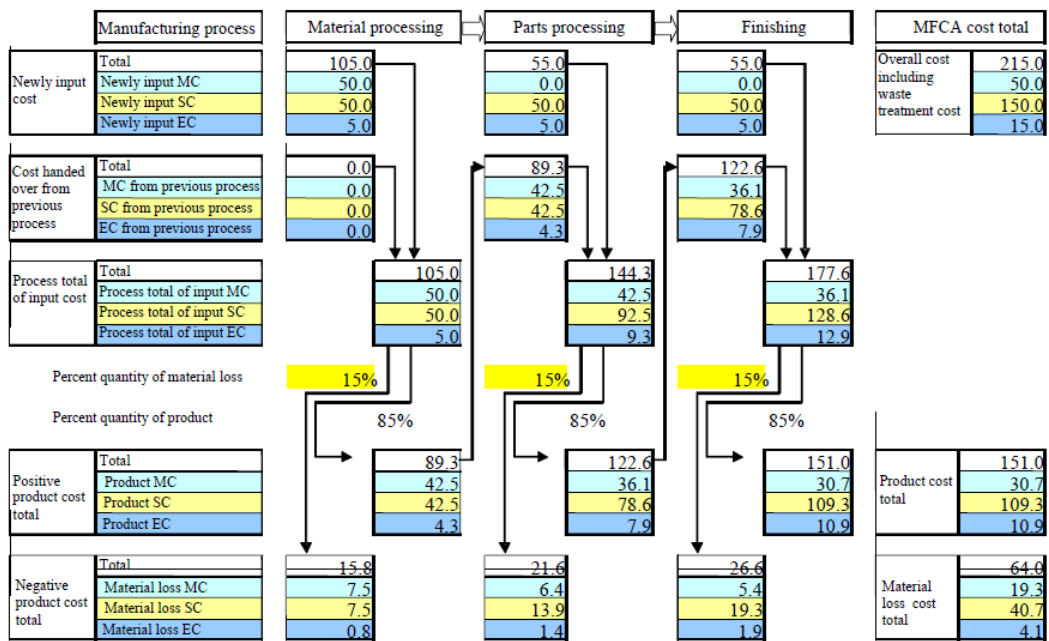 Manufacturing process Material processing Parts processing Finishing MFCA cost total
Newly input cost
Total 105.0 55.0 55.0
Newly input MC 50.0 0.0 0.0
Newly input SC 50.0 50.0 50.0
Newly input EC 5.0 5.0 5.0
Overall cost including waste treatment cost
215.0
50.0
150.0
15.0
Cost handed over from previous process
Total 0.0 89.3 122.6
MC from previous process 0.0 42.5 36.1
SC from previous process 0.0 42.5 78.6
EC from previous process 0.0 4.3 7.9
Process total of input cost
Total 105.0 144.3 177.6
Process total of input MC 50.0 42.5 36.1
Process total of input SC 50.0 92.5 128.6
Process total of input EC 5.0 9.3 12.9
Percent quantity of material loss 15% 15% 15%
Percent quantity of product 85% 85% 85%
Positive product cost total
Total 89.3 122.6 151.0
Product MC 42.5 36.1 30.7
Product SC 42.5 78.6 109.3
Product EC 4.3 7.9 10.9
Product cost total
151.0
30.7
109.3
10.9
Negative product cost total
Total 15.8 21.6 26.6
Material loss MC 7.5 6.4 5.4
Material loss SC 7.5 13.9 19.3
Material loss EC 0.8 1.4 1.9
Material loss cost total
64.0
19.3
40.7
4.1